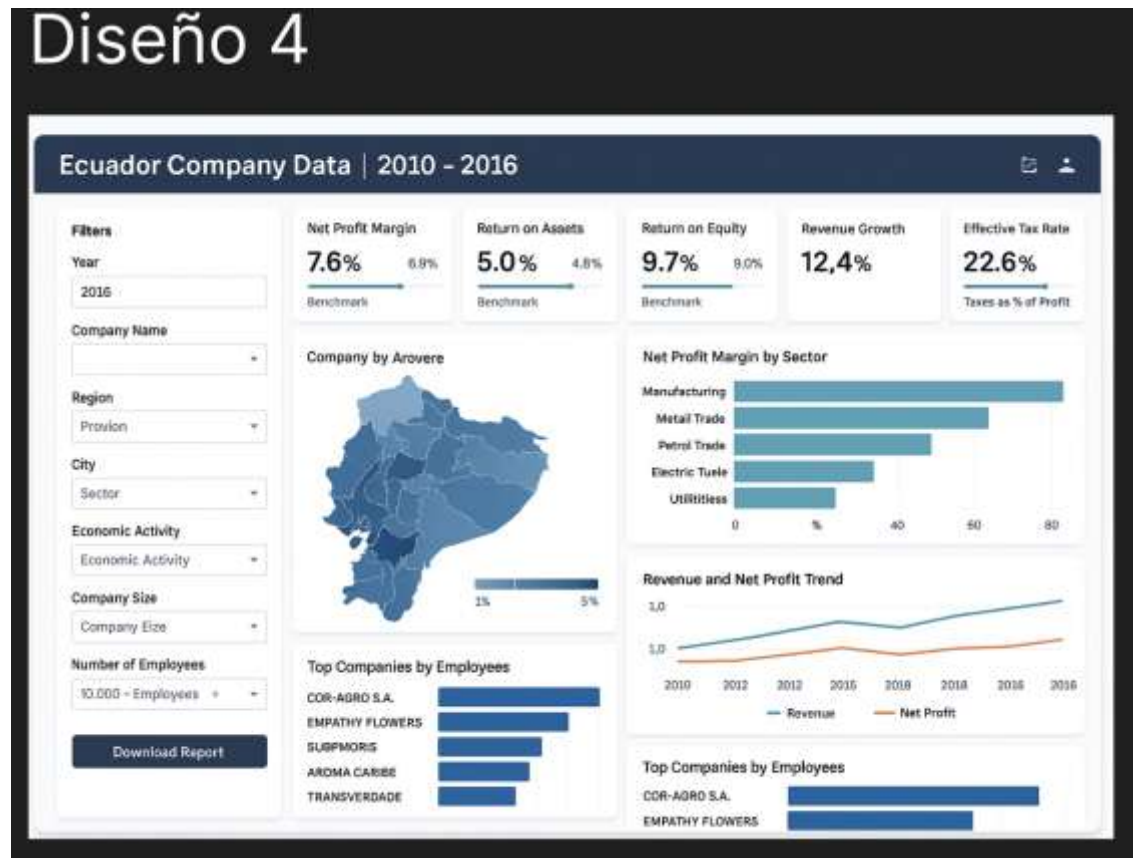 Diseño 4
Ecuador Company Data | 2010 – 2016
Filters
Year
2016
Company Name
Region
Provion
City
Sector
Economic Activity
Economic Activity
Company Size
Company Eize
Number of Employees
10.000 – Employees
Download Report
Net Profit Margin
7.6% 6.9%
Benchmark
Return on Assets
5.0% 4.8%
Benchmark
Return on Equity
9.7% 9.0%
Benchmark
Revenue Growth
12,4%
Effective Tax Rate
22.6%
Taxes as % of Profit
Company by Arovere
1% 5%
Top Companies by Employees
COR-AGRO S.A.
EMPATHY FLOWERS
SUBPMORIS
AROMA CARIBE
TRANSVERDADE
Net Profit Margin by Sector
Manufacturing
Metail Trade
Petrol Trade
Electric Tuele
Utilititiess
0 % 40 60 80
Revenue and Net Profit Trend
1,0
1,0
2010 2012 2012 2016 2018 2018 2016 2016
Revenue Net Profit
Top Companies by Employees
COR-AGRO S.A.
EMPATHY FLOWERS